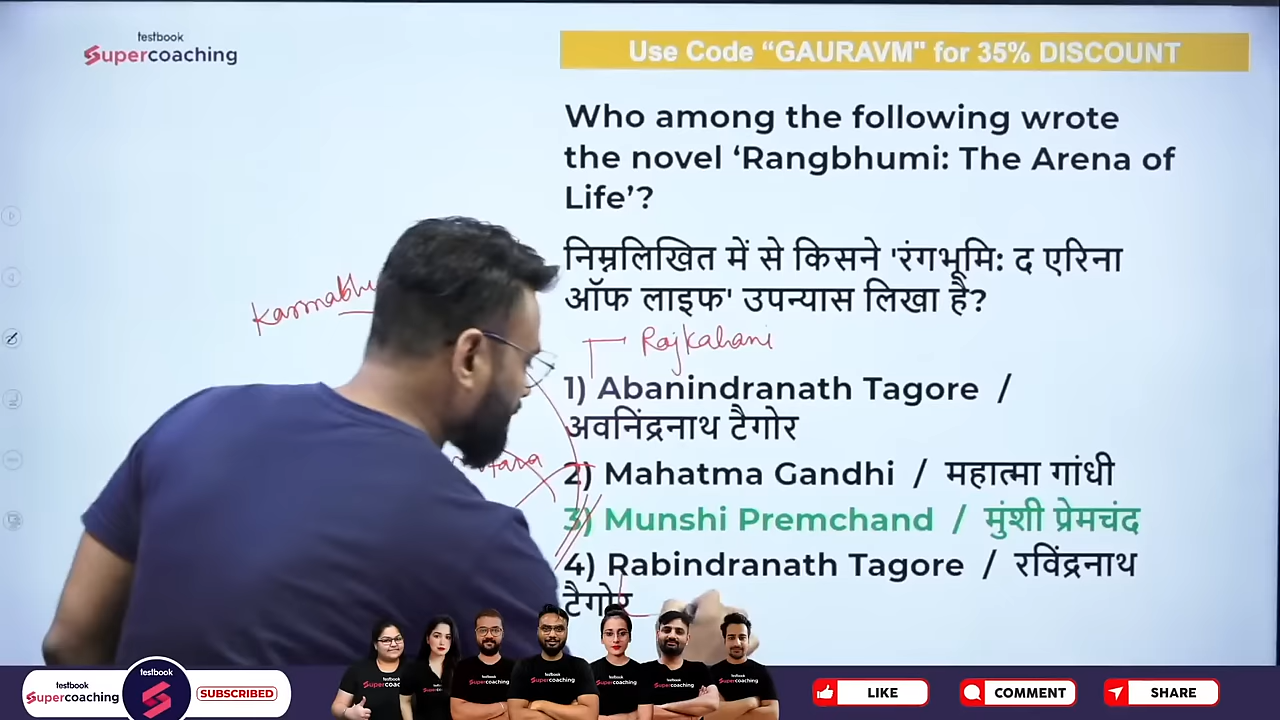 testbook
Supercoaching
Use Code “GAURAVM" for 35% DISCOUNT
Who among the following wrote
the novel ‘Rangbhumi: The Arena of
Life’?
निम्नलिखित में से किसने 'रंगभूमि: द एरिना
ऑफ लाइफ' उपन्यास लिखा है?
Karmabhu
Rajkahani
1) Abanindranath Tagore /
अवनिंद्रनाथ टैगोर
2) Mahatma Gandhi / महात्मा गांधी
3) Munshi Premchand / मुंशी प्रेमचंद
4) Rabindranath Tagore / रविंद्रनाथ
टैगोर
testbook
Supercoaching
testbook
SUBSCRIBED
LIKE
COMMENT
SHARE